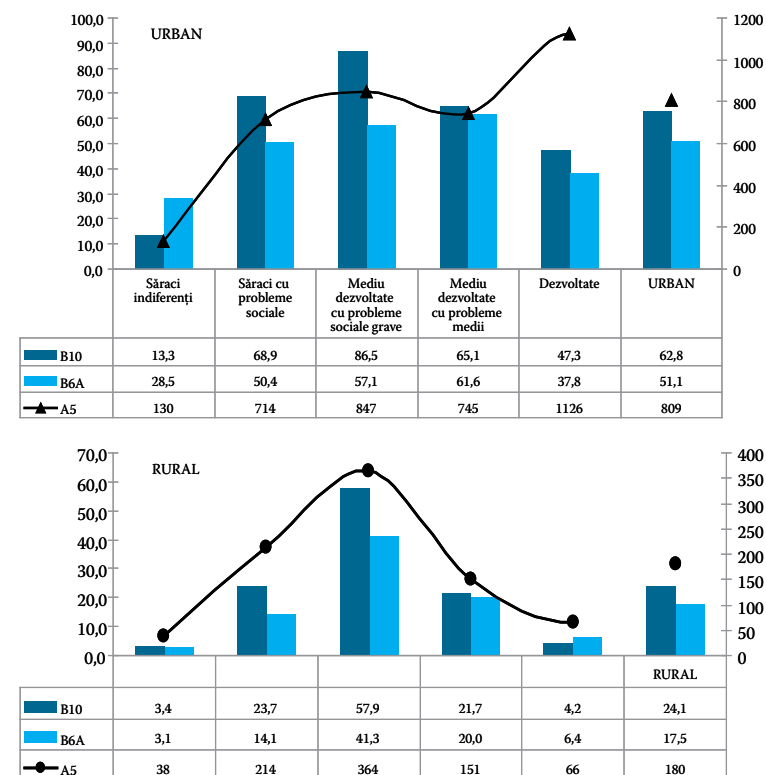 URBAN
100,0
90,0
80,0
70,0
60,0
50,0
40,0
30,0
20,0
10,0
0,0
1200
1000
800
600
400
200
0
Săraci indiferenți
Săraci cu probleme sociale
Mediu dezvoltate cu probleme sociale grave
Mediu dezvoltate cu probleme medii
Dezvoltate
URBAN
B10 13,3 68,9 86,5 65,1 47,3 62,8
B6A 28,5 50,4 57,1 61,6 37,8 51,1
A5 130 714 847 745 1126 809
RURAL
70,0
60,0
50,0
40,0
30,0
20,0
10,0
0,0
400
350
300
250
200
150
100
50
0
RURAL
B10 3,4 23,7 57,9 21,7 4,2 24,1
B6A 3,1 14,1 41,3 20,0 6,4 17,5
A5 38 214 364 151 66 180